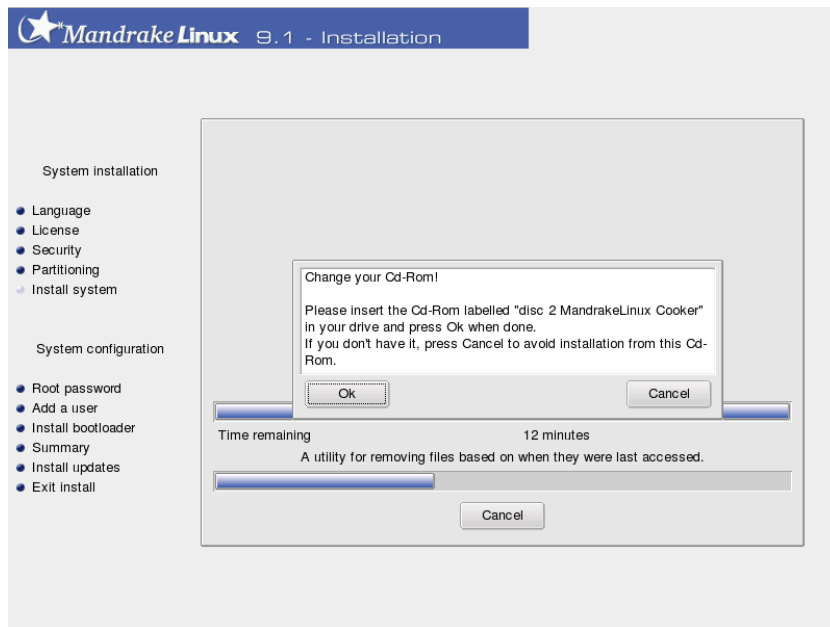 Mandrake Linux 9.1 - Installation
System installation
Language
License
Security
Partitioning
Install system
System configuration
Root password
Add a user
Install bootloader
Summary
Install updates
Exit install
Change your Cd-Rom!
Please insert the Cd-Rom labelled "disc 2 MandrakeLinux Cooker"
in your drive and press Ok when done.
If you don't have it, press Cancel to avoid installation from this Cd-
Rom.
Ok Cancel
Time remaining 12 minutes
A utility for removing files based on when they were last accessed.
Cancel